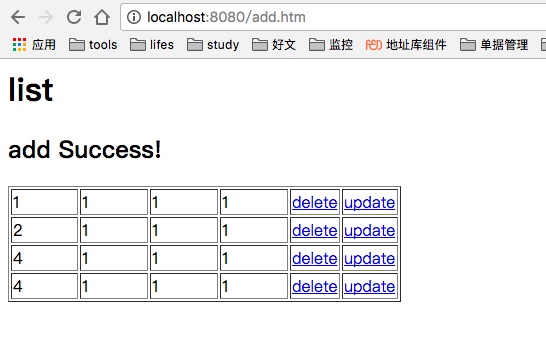 localhost:8080/add.htm
应用 tools lifes study 好文 监控 地址库组件 单据管理
list
add Success!
1 1 1 1 delete update
2 1 1 1 delete update
4 1 1 1 delete update
4 1 1 1 delete update